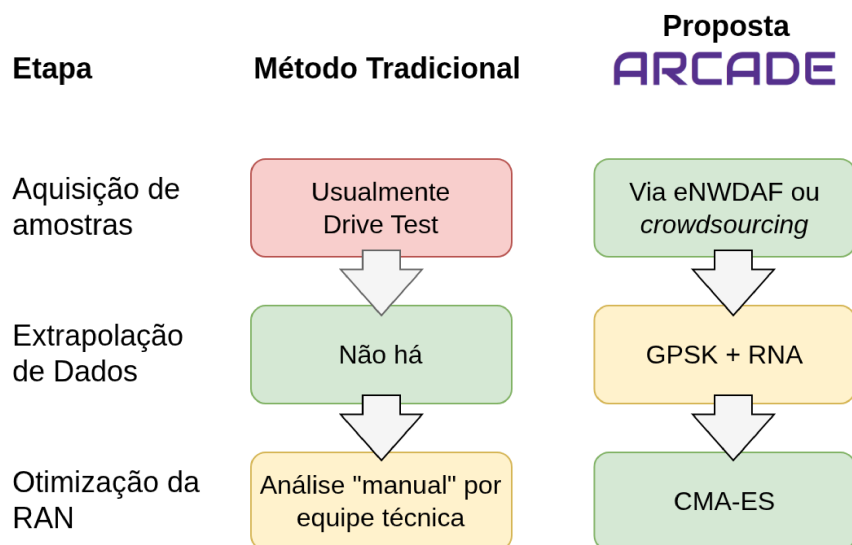 Proposta
Etapa
Método Tradicional
ARCADE
Aquisição de
amostras
Usualmente
Drive Test
Via eNWDAF ou
crowdsourcing
Extrapolação
de Dados
Não há
GPSK + RNA
Otimização da
RAN
Análise "manual" por
equipe técnica
CMA-ES